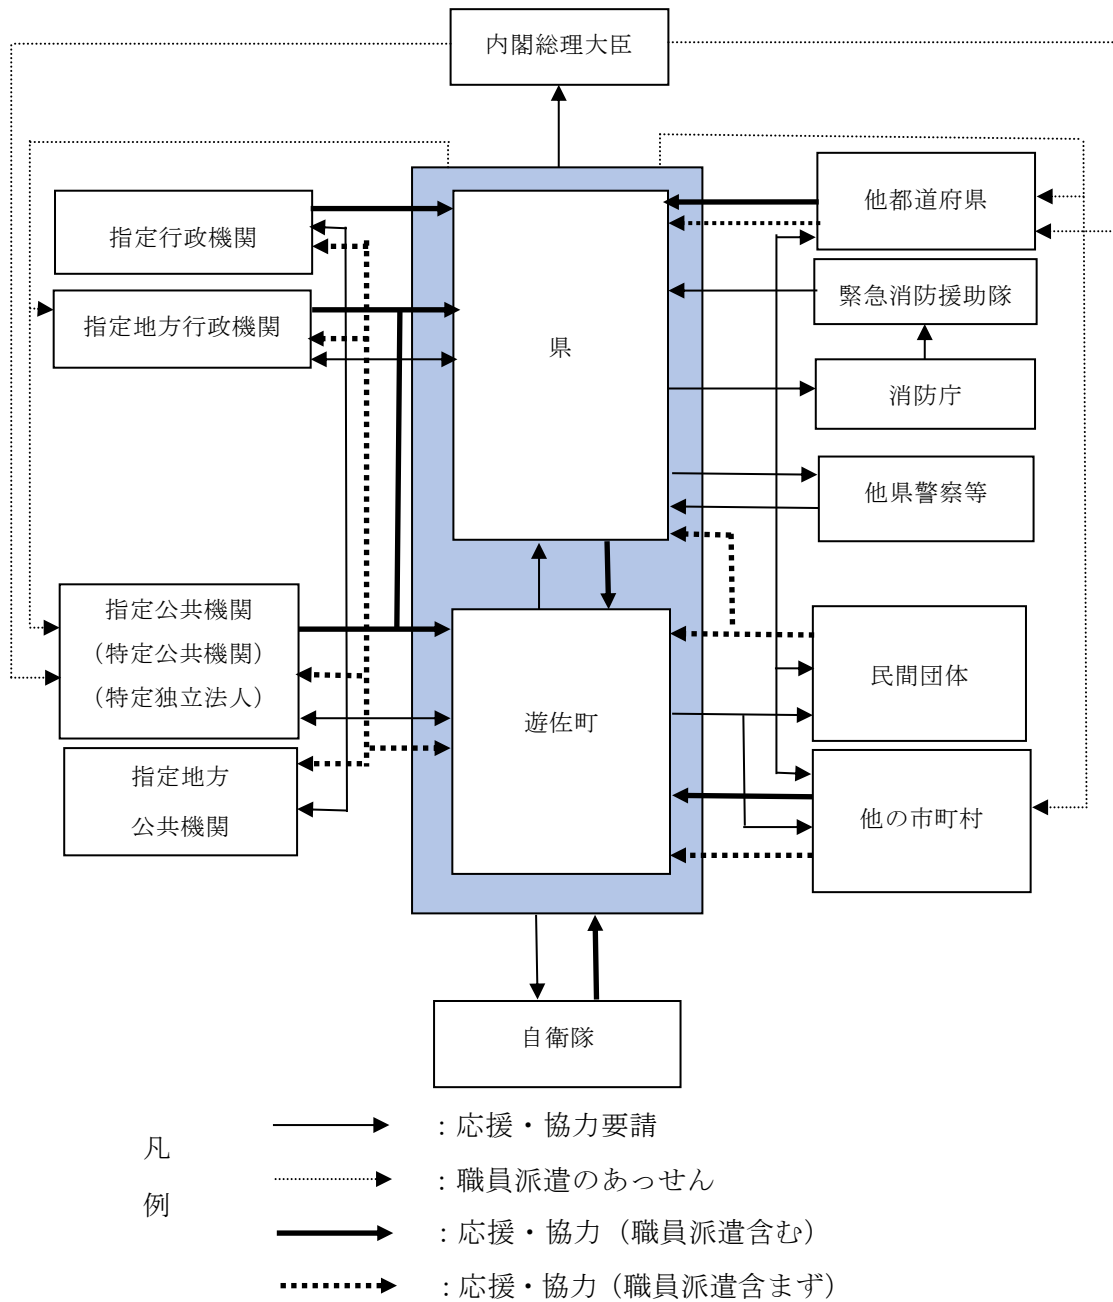 内閣総理大臣
指定行政機関
指定地方行政機関
指定公共機関
（特定公共機関）
（特定独立法人）
指定地方
公共機関
県
遊佐町
他都道府県
緊急消防援助隊
消防庁
他県警察等
民間団体
他の市町村
自衛隊
凡
例
：応援・協力要請
：職員派遣のあっせん
：応援・協力（職員派遣含む）
：応援・協力（職員派遣含まず）